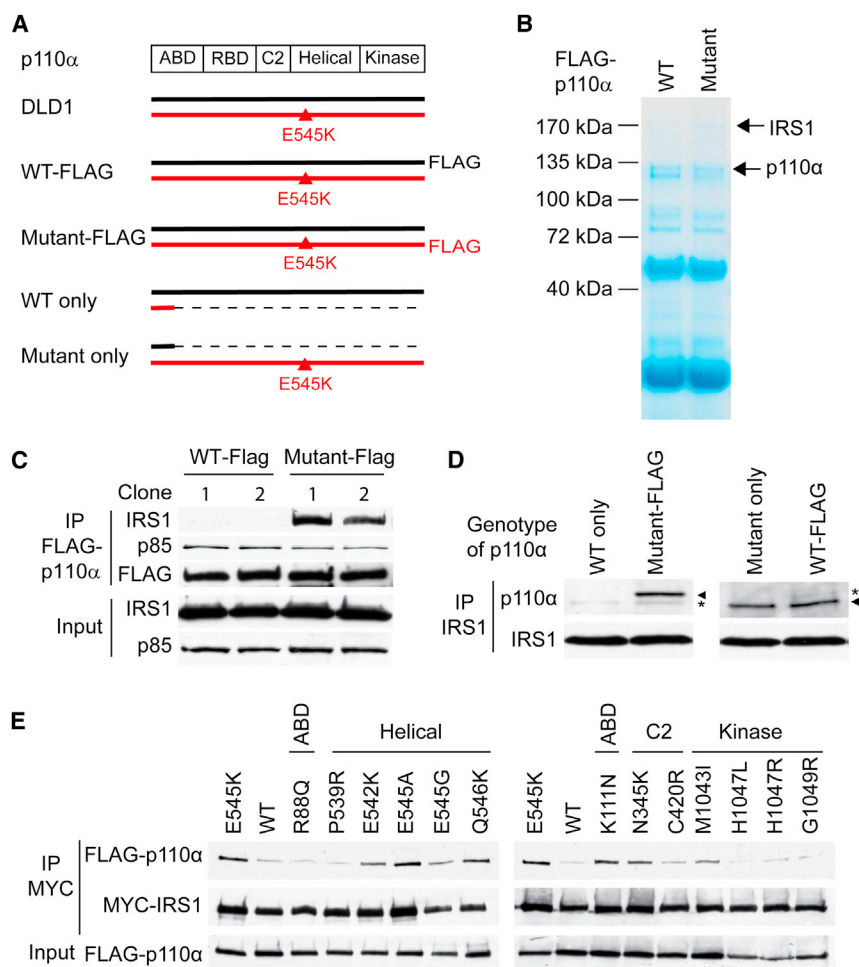 A
p110α ABD RBD C2 Helical Kinase
DLD1
E545K
WT-FLAG FLAG
E545K
Mutant-FLAG FLAG
E545K
WT only
Mutant only
E545K
B
FLAG-p110α WT Mutant
170 kDa IRS1
135 kDa p110α
100 kDa
72 kDa
40 kDa
C
WT-Flag Mutant-Flag
Clone 1 2 1 2
IP FLAG-p110α
IRS1
p85
FLAG
Input
IRS1
p85
D
Genotype of p110α
WT only Mutant-FLAG Mutant only WT-FLAG
IP IRS1
p110α * *
IRS1
E
ABD Helical ABD C2 Kinase
E545K WT R88Q P539R E542K E545A E545G Q546K E545K WT K111N N345K C420R M1043I H1047L H1047R G1049R
IP MYC
FLAG-p110α
MYC-IRS1
Input FLAG-p110α